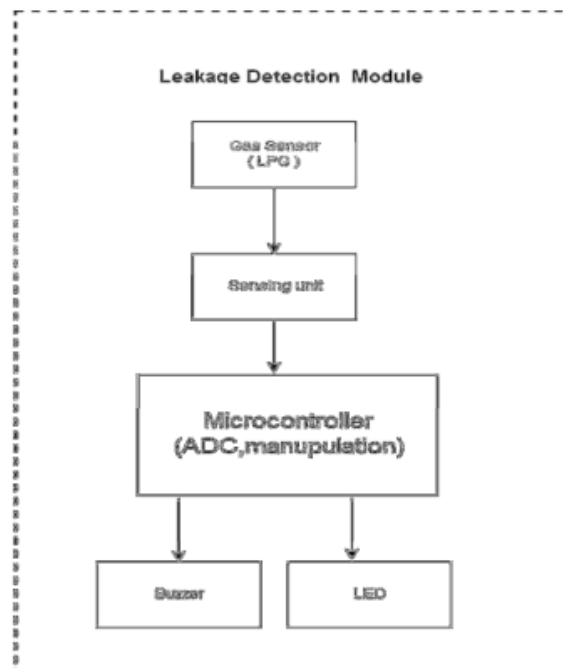 Leakage Detection Module
Gas Sensor
(LPG)
Sensing unit
Microcontroller
(ADC,manupulation)
Buzzer
LED